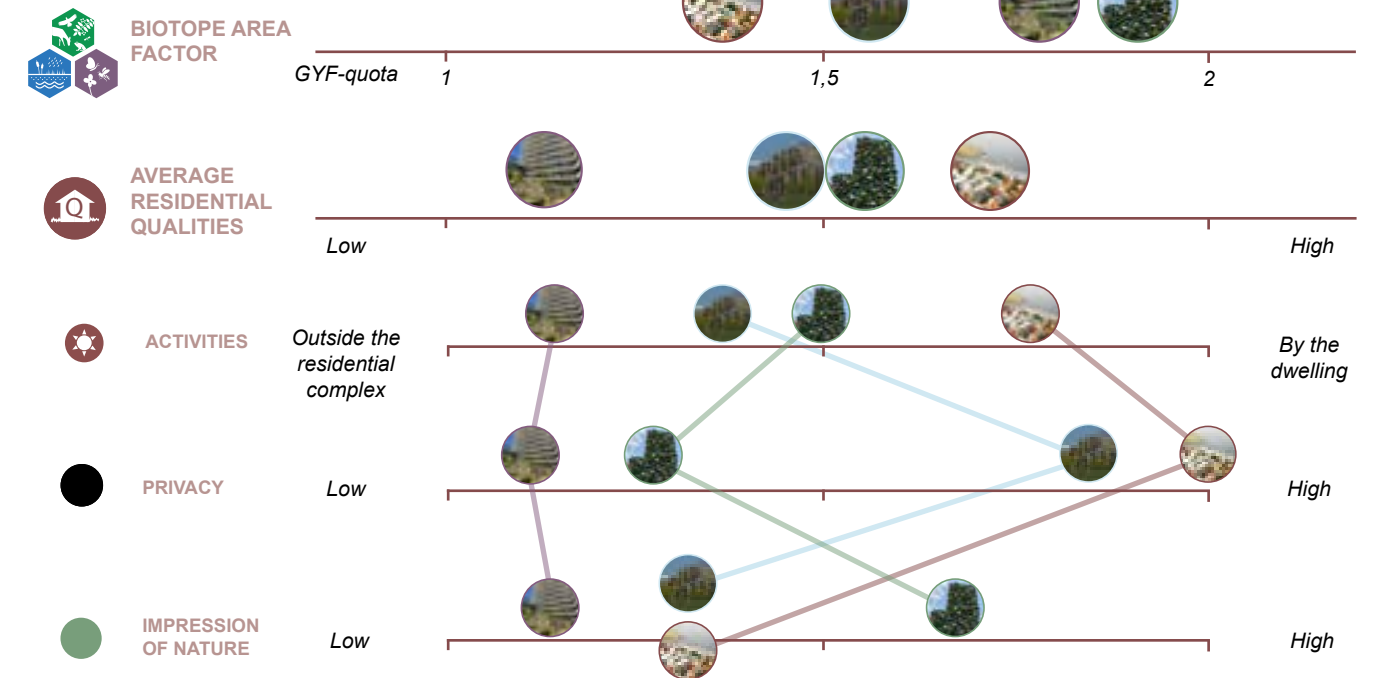 BIOTOPE AREA
FACTOR
GYF-quota
1
1,5
2
AVERAGE
RESIDENTIAL
QUALITIES
Q
Low
High
ACTIVITIES
Outside the
residential
complex
By the
dwelling
PRIVACY
Low
High
IMPRESSION
OF NATURE
Low
High